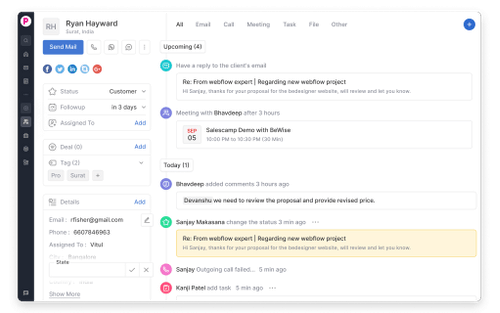 RH
Ryan Hayward
Surat, India
Send Mail
Status
Customer
Followup
in 3 days
Assigned To
Add
Deal (0)
Add
Tag (2)
Pro
Surat
+
Details
Add
Email : rfisher@gmail.com
Phone : 6607846963
Assigned To : Vitul
State
Show More
All
Email
Call
Meeting
Task
File
Other
Upcoming (4)
Have a reply to the client's email
Re: From webflow expert | Regarding new webflow project
Hi Sanjay, thanks for your proposal for the bedesigner website, will review and let you know.
Meeting with Bhavdeep after 3 hours
SEP
05
Salescamp Demo with BeWise
10:00 PM to 10:30 PM (30 Min)
Today (1)
Bhavdeep added comments 3 hours ago
Devanshu we need to review the proposal and provide revised price.
Sanjay Makasana change the status 3 min ago
Re: From webflow expert | Regarding new webflow project
Hi Sanjay, thanks for your proposal for the bedesigner website, will review and let you know.
Sanjay Outgoing call failed... 5 min ago
Kanji Patel add task 5 min ago